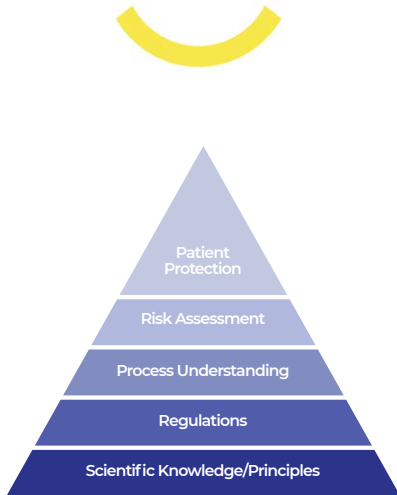 Patient
Protection
Risk Assessment
Process Understanding
Regulations
Scientific Knowledge/Principles